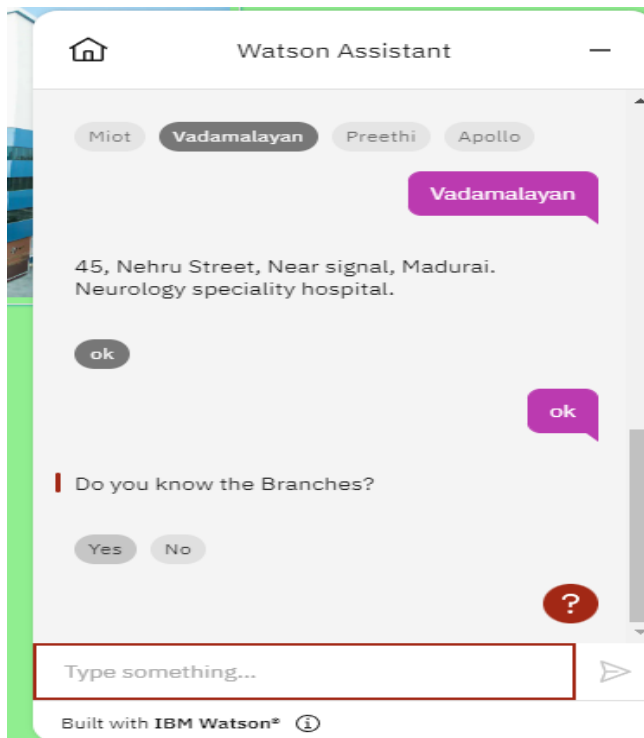 Watson Assistant
Miot Vadamalayan Preethi Apollo
Vadamalayan
45, Nehru Street, Near signal, Madurai.
Neurology speciality hospital.
ok
ok
Do you know the Branches?
Yes No
?
Type something...
Built with IBM Watson®